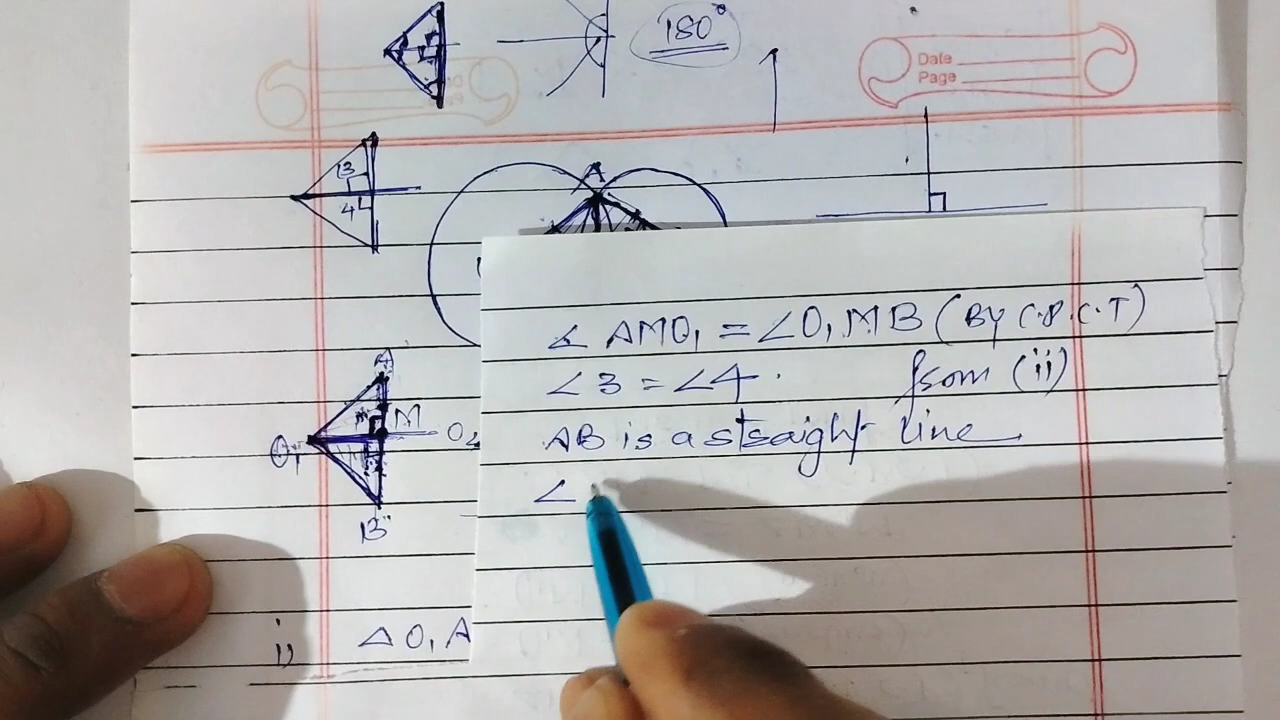 180°
Date
Page
3
4
A
A
M
O₁
O₂
B
∠AMO₁ = ∠O₁MB (By C.P.C.T)
∠3 = ∠4. from (ii)
AB is a straight line
∠
ii) △O₁A